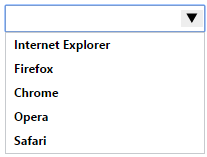 Internet Explorer
Firefox
Chrome
Opera
Safari